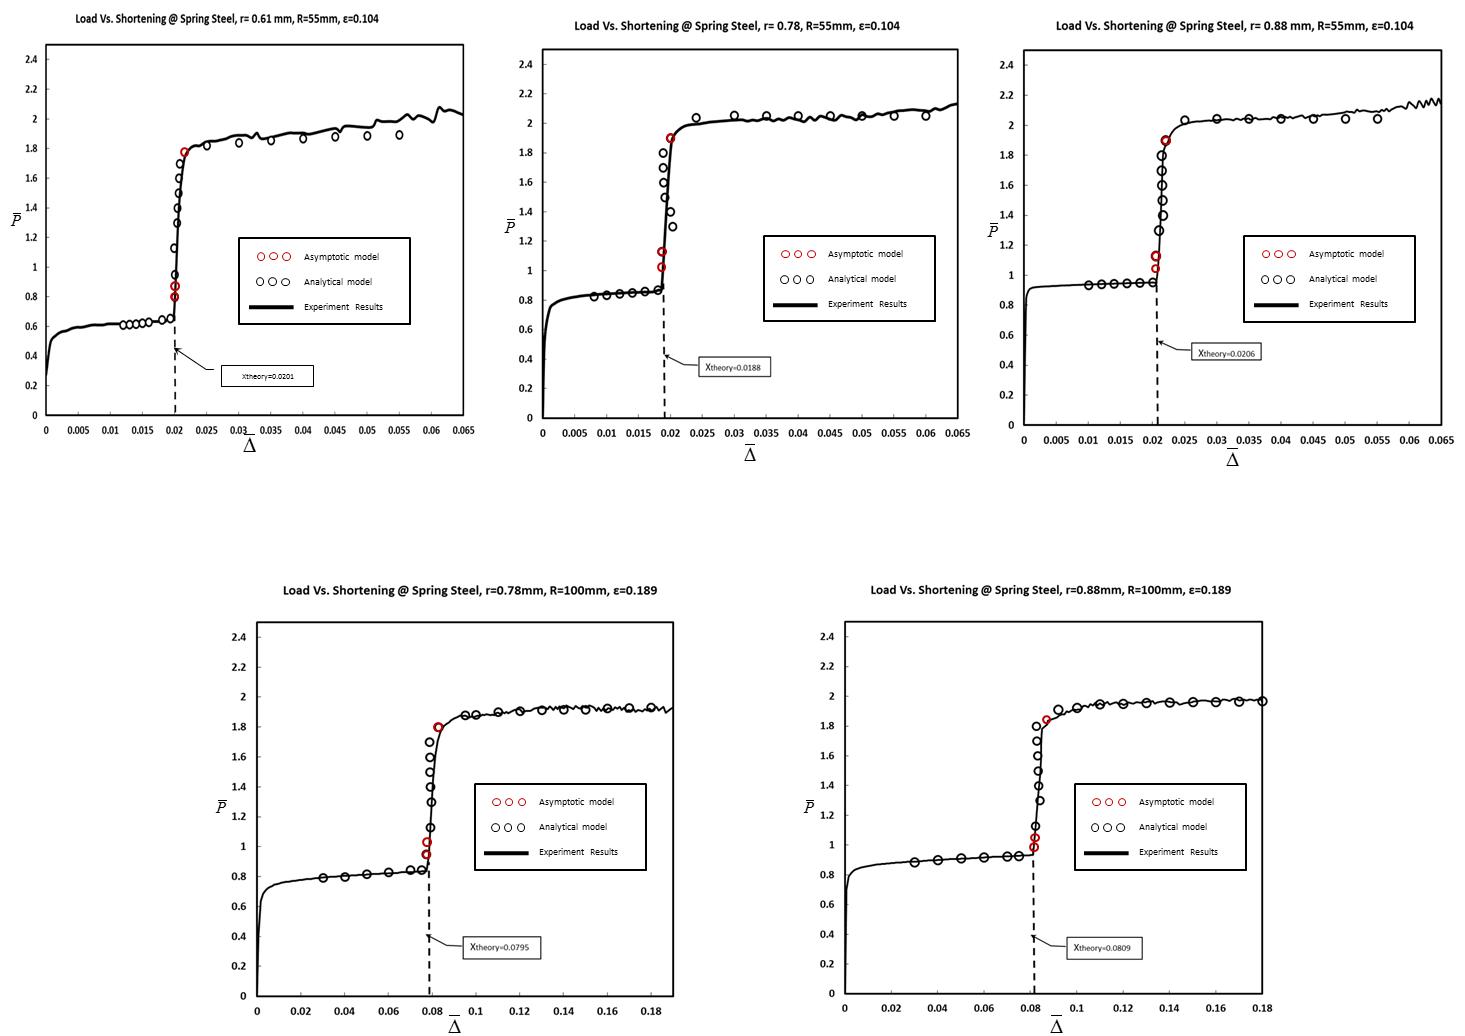 Load Vs. Shortening @ Spring Steel, r= 0.61 mm, R=55mm, ε=0.104
2.4
2.2
2
1.8
1.6
1.4
1.2
1
0.8
0.6
0.4
0.2
0
P̅
0 0.005 0.01 0.015 0.02 0.025 0.03 0.035 0.04 0.045 0.05 0.055 0.06 0.065
Δ̅
Asymptotic model
Analytical model
Experiment Results
Xtheory=0.0201
Load Vs. Shortening @ Spring Steel, r= 0.78, R=55mm, ε=0.104
2.4
2.2
2
1.8
1.6
1.4
1.2
1
0.8
0.6
0.4
0.2
0
P̅
0 0.005 0.01 0.015 0.02 0.025 0.03 0.035 0.04 0.045 0.05 0.055 0.06 0.065
Δ̅
Asymptotic model
Analytical model
Experiment Results
Xtheory=0.0188
Load Vs. Shortening @ Spring Steel, r= 0.88 mm, R=55mm, ε=0.104
2.4
2.2
2
1.8
1.6
1.4
1.2
1
0.8
0.6
0.4
0.2
0
P̅
0 0.005 0.01 0.015 0.02 0.025 0.03 0.035 0.04 0.045 0.05 0.055 0.06 0.065
Δ̅
Asymptotic model
Analytical model
Experiment Results
Xtheory=0.0206
Load Vs. Shortening @ Spring Steel, r=0.78mm, R=100mm, ε=0.189
2.4
2.2
2
1.8
1.6
1.4
1.2
1
0.8
0.6
0.4
0.2
0
P̅
0 0.02 0.04 0.06 0.08 0.1 0.12 0.14 0.16 0.18
Δ̅
Asymptotic model
Analytical model
Experiment Results
Xtheory=0.0795
Load Vs. Shortening @ Spring Steel, r=0.88mm, R=100mm, ε=0.189
2.4
2.2
2
1.8
1.6
1.4
1.2
1
0.8
0.6
0.4
0.2
0
P̅
0 0.02 0.04 0.06 0.08 0.1 0.12 0.14 0.16 0.18
Δ̅
Asymptotic model
Analytical model
Experiment Results
Xtheory=0.0809